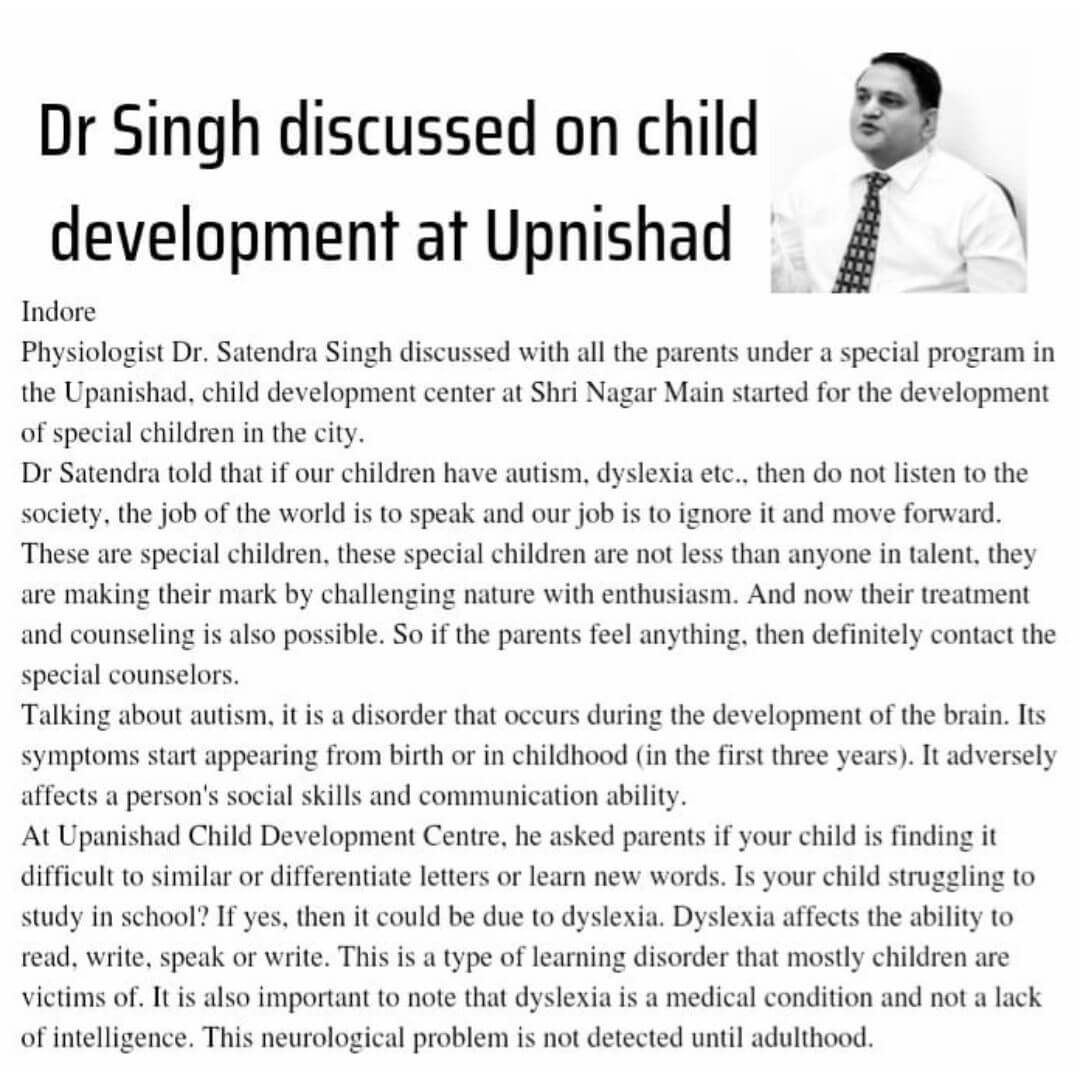 Dr Singh discussed on child
development at Upnishad
Indore
Physiologist Dr. Satendra Singh discussed with all the parents under a special program in
the Upanishad, child development center at Shri Nagar Main started for the development
of special children in the city.
Dr Satendra told that if our children have autism, dyslexia etc., then do not listen to the
society, the job of the world is to speak and our job is to ignore it and move forward.
These are special children, these special children are not less than anyone in talent, they
are making their mark by challenging nature with enthusiasm. And now their treatment
and counseling is also possible. So if the parents feel anything, then definitely contact the
special counselors.
Talking about autism, it is a disorder that occurs during the development of the brain. Its
symptoms start appearing from birth or in childhood (in the first three years). It adversely
affects a person's social skills and communication ability.
At Upanishad Child Development Centre, he asked parents if your child is finding it
difficult to similar or differentiate letters or learn new words. Is your child struggling to
study in school? If yes, then it could be due to dyslexia. Dyslexia affects the ability to
read, write, speak or write. This is a type of learning disorder that mostly children are
victims of. It is also important to note that dyslexia is a medical condition and not a lack
of intelligence. This neurological problem is not detected until adulthood.